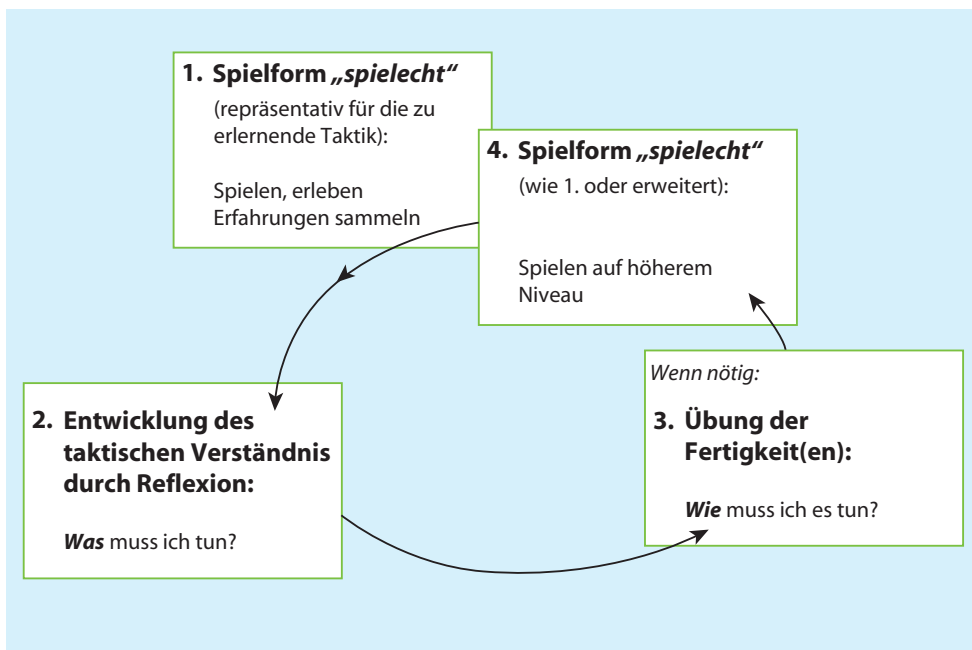 1. Spielform „spielecht“
(repräsentativ für die zu
erlernende Taktik):
Spielen, erleben
Erfahrungen sammeln
4. Spielform „spielecht“
(wie 1. oder erweitert):
Spielen auf höherem
Niveau
2. Entwicklung des
taktischen Verständnis
durch Reflexion:
Was muss ich tun?
Wenn nötig:
3. Übung der
Fertigkeit(en):
Wie muss ich es tun?